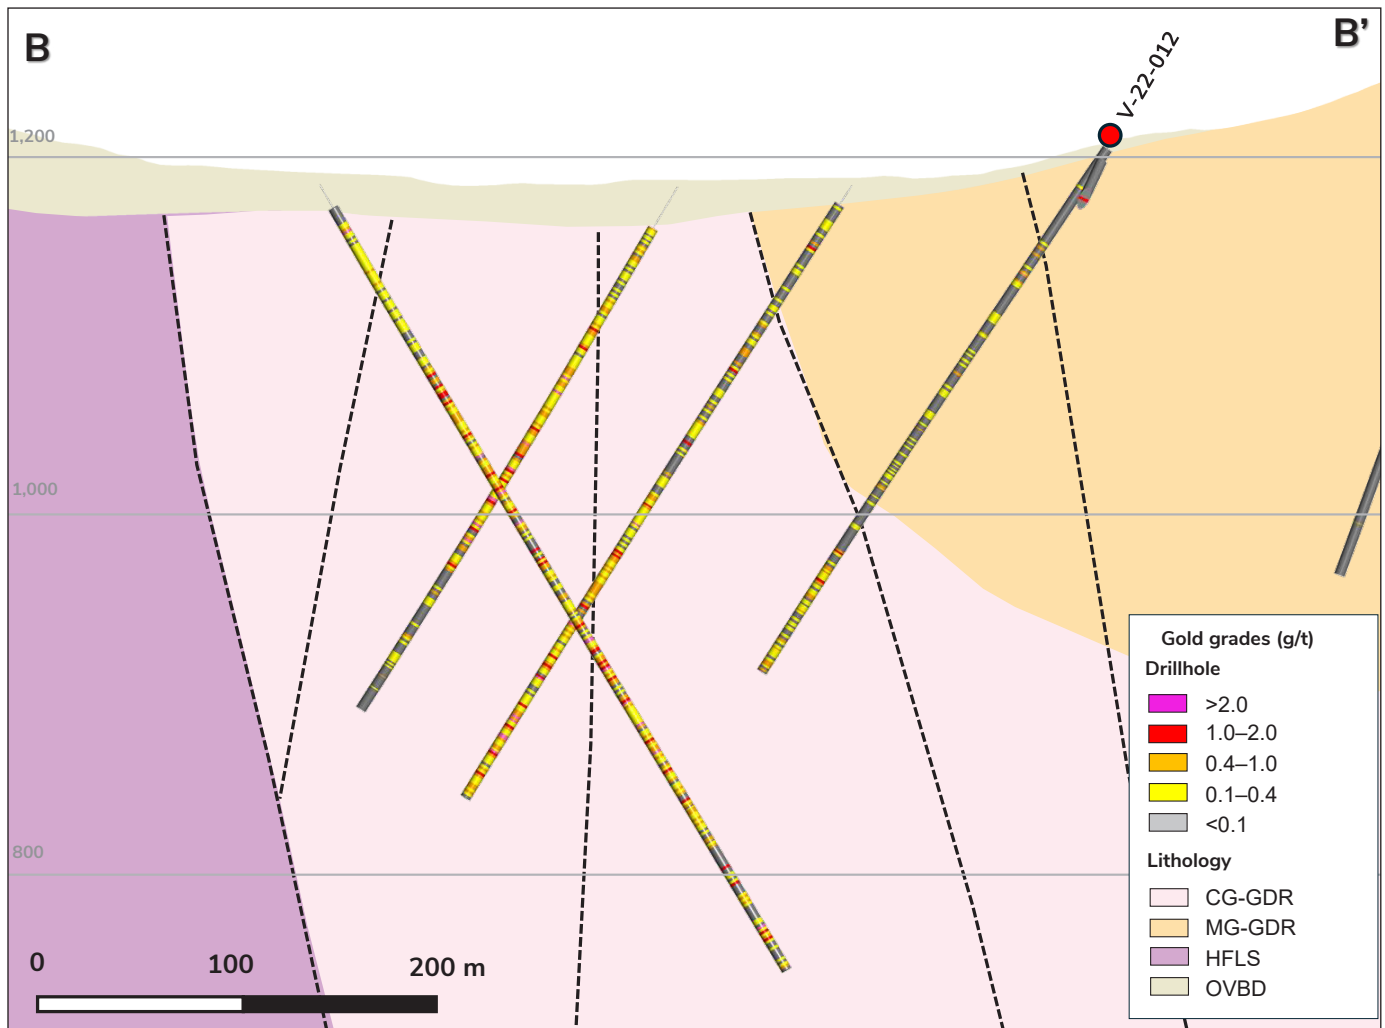 B
B’
V-22-012
1,200
1,000
800
Gold grades (g/t)
Drillhole
>2.0
1.0–2.0
0.4–1.0
0.1–0.4
<0.1
Lithology
CG-GDR
MG-GDR
HFLS
OVBD
0 100 200 m